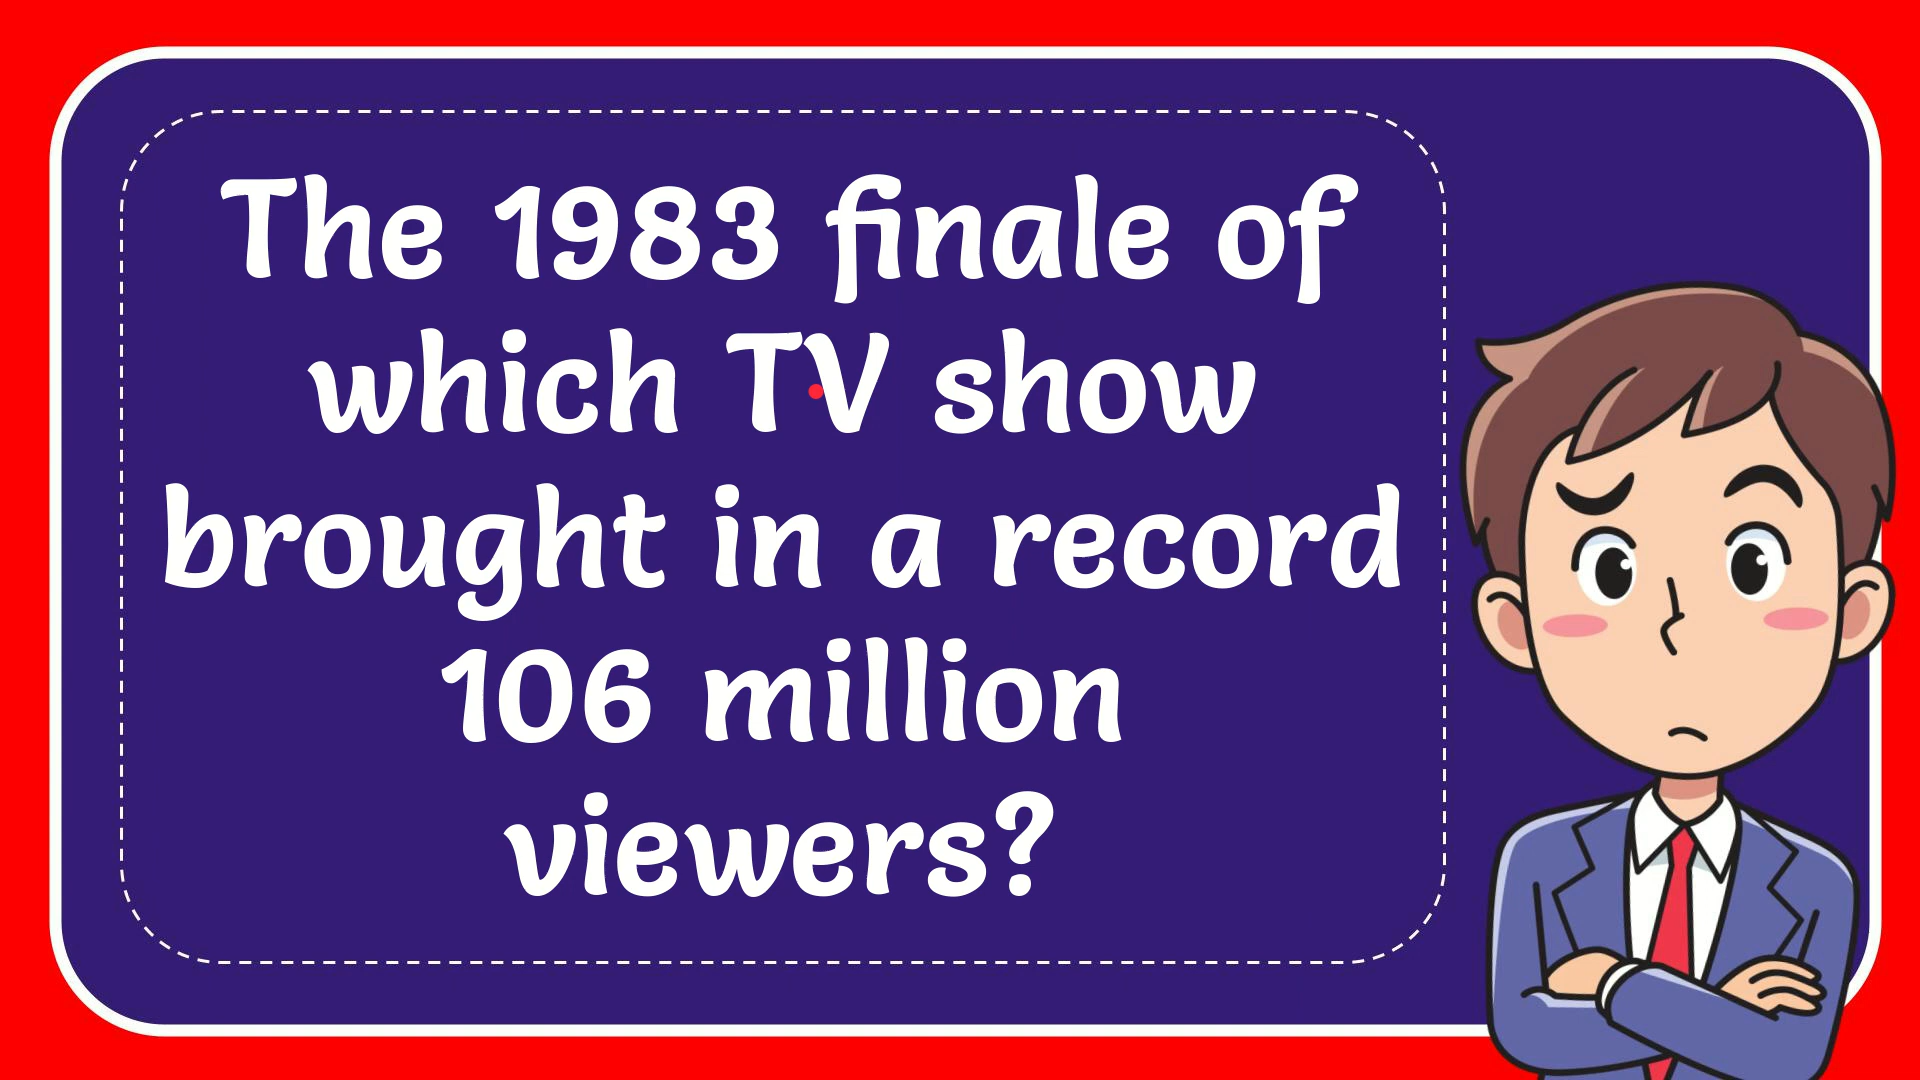 The 1983 finale of
which TV show
brought in a record
106 million
viewers?